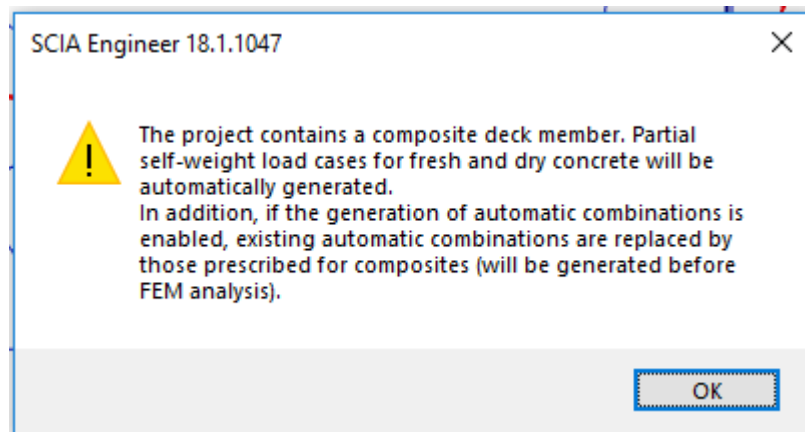 SCIA Engineer 18.1.1047
The project contains a composite deck member. Partial
self-weight load cases for fresh and dry concrete will be
automatically generated.
In addition, if the generation of automatic combinations is
enabled, existing automatic combinations are replaced by
those prescribed for composites (will be generated before
FEM analysis).
OK